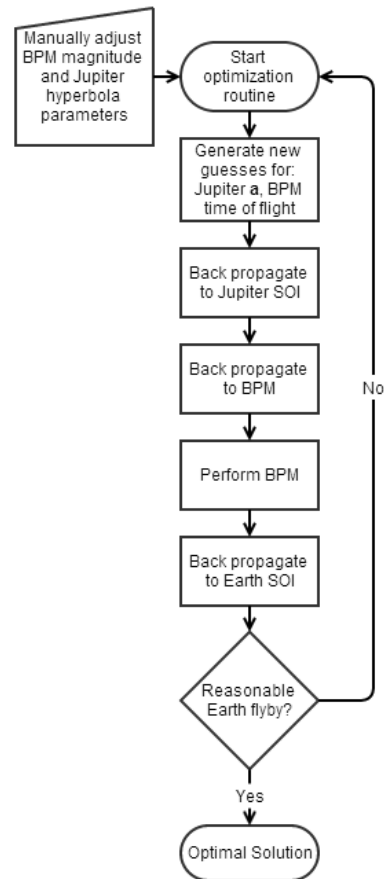 Manually adjust
BPM magnitude
and Jupiter
hyperbola
parameters
Start
optimization
routine
Generate new
guesses for:
Jupiter a, BPM
time of flight
Back propagate
to Jupiter SOI
Back propagate
to BPM
No
Perform BPM
Back propagate
to Earth SOI
Reasonable
Earth flyby?
Yes
Optimal Solution